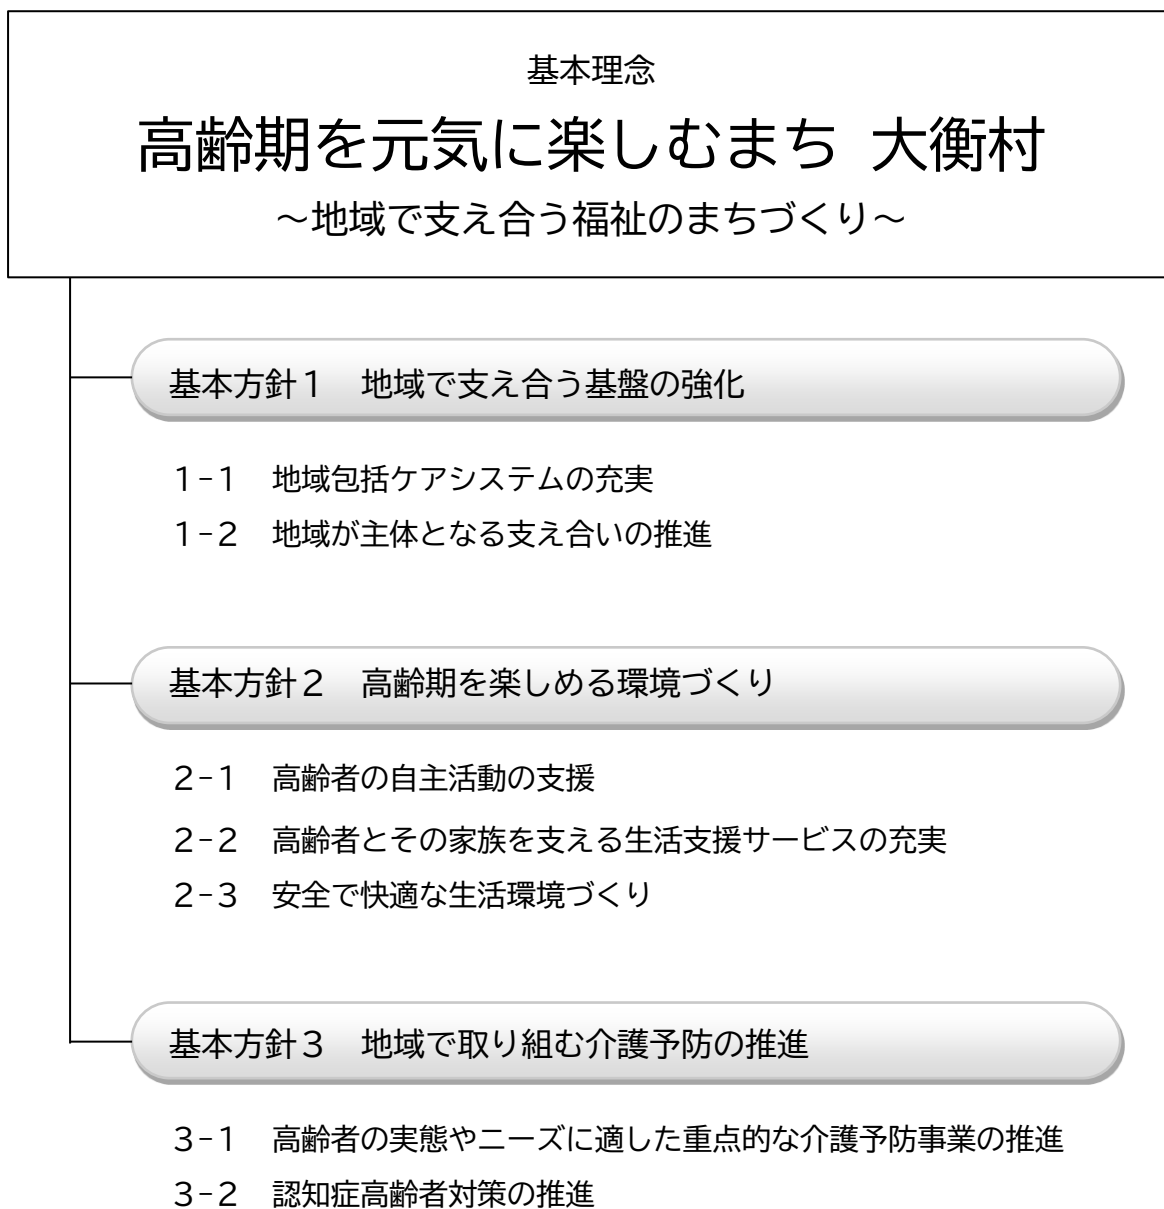 基本理念
高齢期を元気に楽しむまち 大衡村
～地域で支え合う福祉のまちづくり～
基本方針１　地域で支え合う基盤の強化
１-１　地域包括ケアシステムの充実
１-２　地域が主体となる支え合いの推進
基本方針２　高齢期を楽しめる環境づくり
２-１　高齢者の自主活動の支援
２-２　高齢者とその家族を支える生活支援サービスの充実
２-３　安全で快適な生活環境づくり
基本方針３　地域で取り組む介護予防の推進
３-１　高齢者の実態やニーズに適した重点的な介護予防事業の推進
３-２　認知症高齢者対策の推進